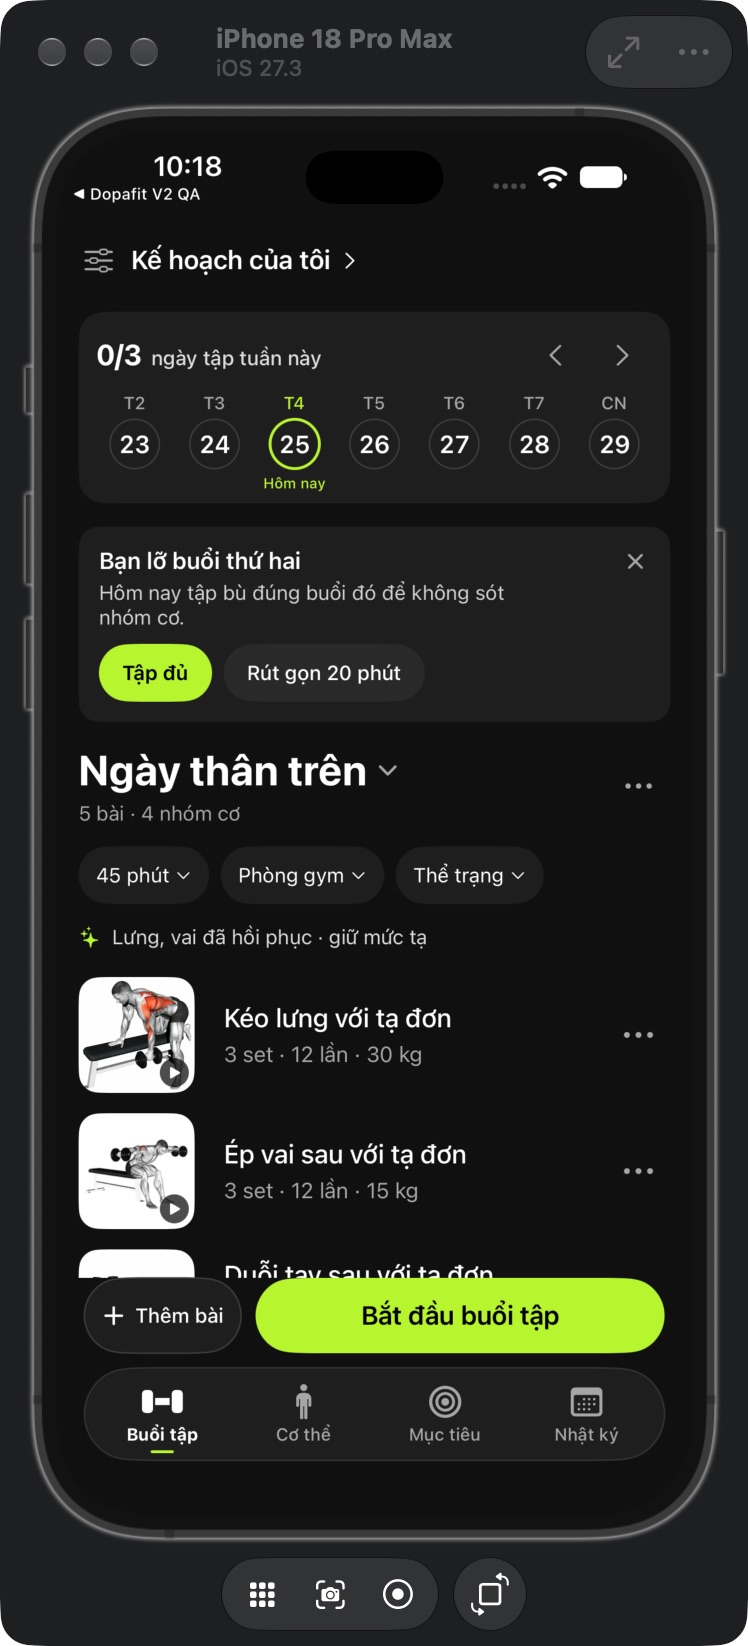 iPhone 18 Pro Max
iOS 27.3
10:18
◀ Dopafit V2 QA
Kế hoạch của tôi
0/3 ngày tập tuần này
T2 T3 T4 T5 T6 T7 CN
23 24 25 26 27 28 29
Hôm nay
Bạn lỡ buổi thứ hai
Hôm nay tập bù đúng buổi đó để không sót
nhóm cơ.
Tập đủ
Rút gọn 20 phút
Ngày thân trên
5 bài · 4 nhóm cơ
45 phút
Phòng gym
Thể trạng
Lưng, vai đã hồi phục · giữ mức tạ
Kéo lưng với tạ đơn
3 set · 12 lần · 30 kg
Ép vai sau với tạ đơn
3 set · 12 lần · 15 kg
Duỗi tay sau với tạ đơn
+ Thêm bài
Bắt đầu buổi tập
Buổi tập
Cơ thể
Mục tiêu
Nhật ký